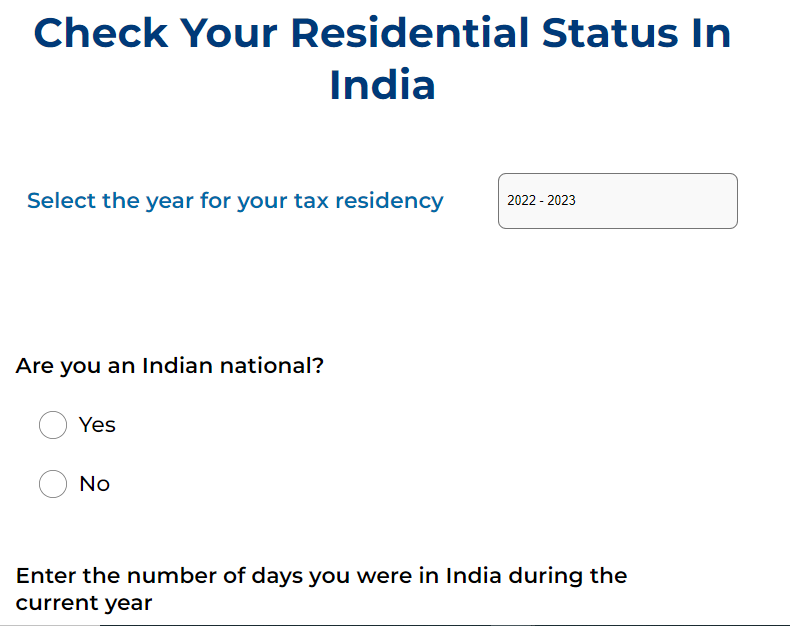 Check Your Residential Status In
India
Select the year for your tax residency
2022 - 2023
Are you an Indian national?
Yes
No
Enter the number of days you were in India during the
current year